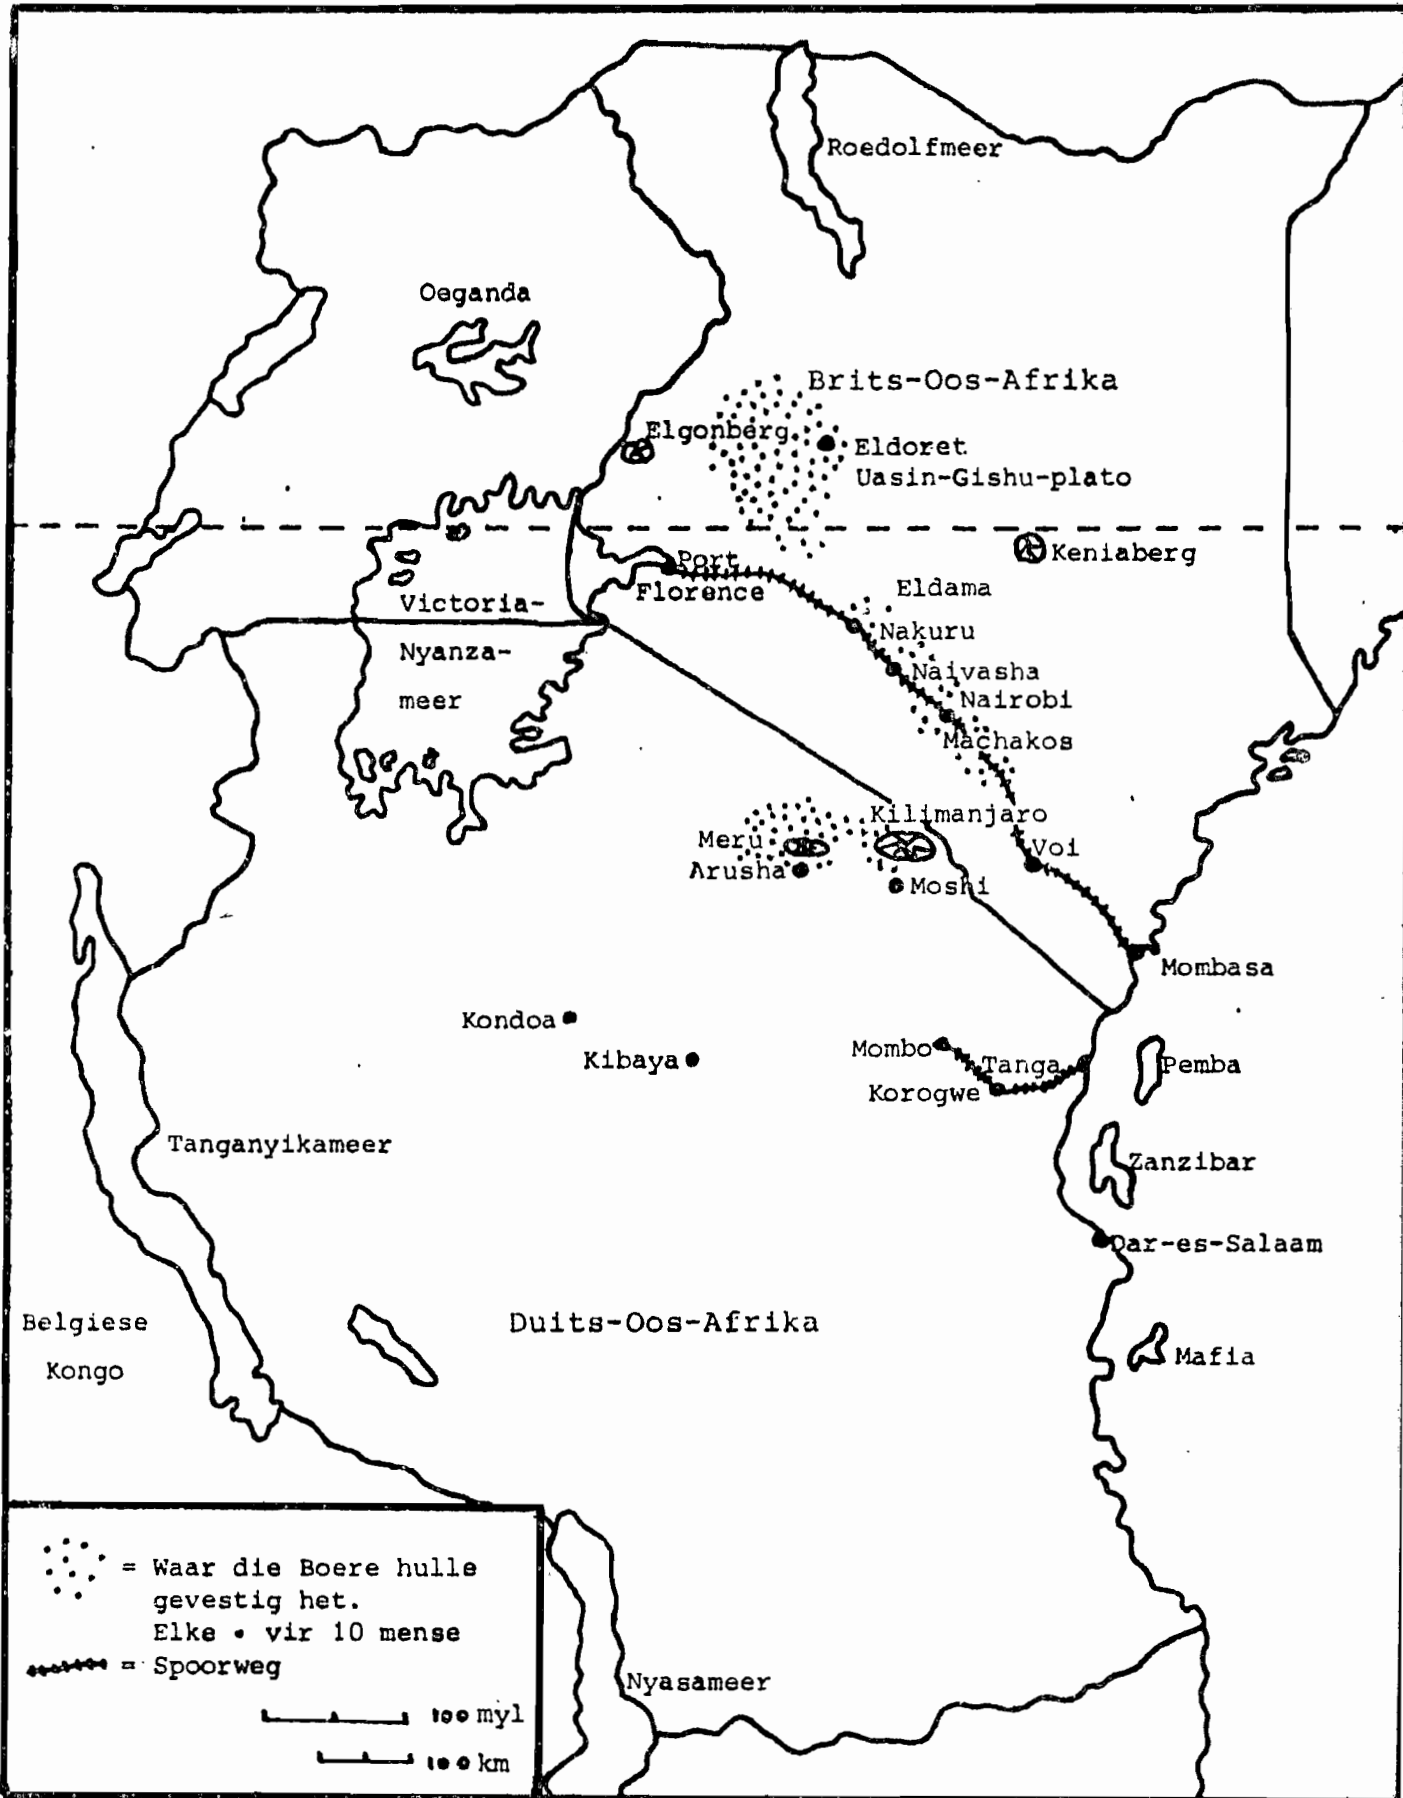 Roedolfmeer
Oeganda
Brits-Oos-Afrika
Elgonberg
Eldoret
Uasin-Gishu-plato
Keniaberg
Port
Florence
Eldama
Victoria-
Nyanza-
meer
Nakuru
Naivasha
Nairobi
Machakos
Kilimanjaro
Meru
Arusha
Moshi
Voi
Mombasa
Kondoa
Kibaya
Mombo
Tanga
Korogwe
Pemba
Tanganyikameer
Zanzibar
Dar-es-Salaam
Belgiese
Kongo
Duits-Oos-Afrika
Mafia
= Waar die Boere hulle
gevestig het.
Elke • vir 10 mense
= Spoorweg
100 myl
100 km
Nyasameer